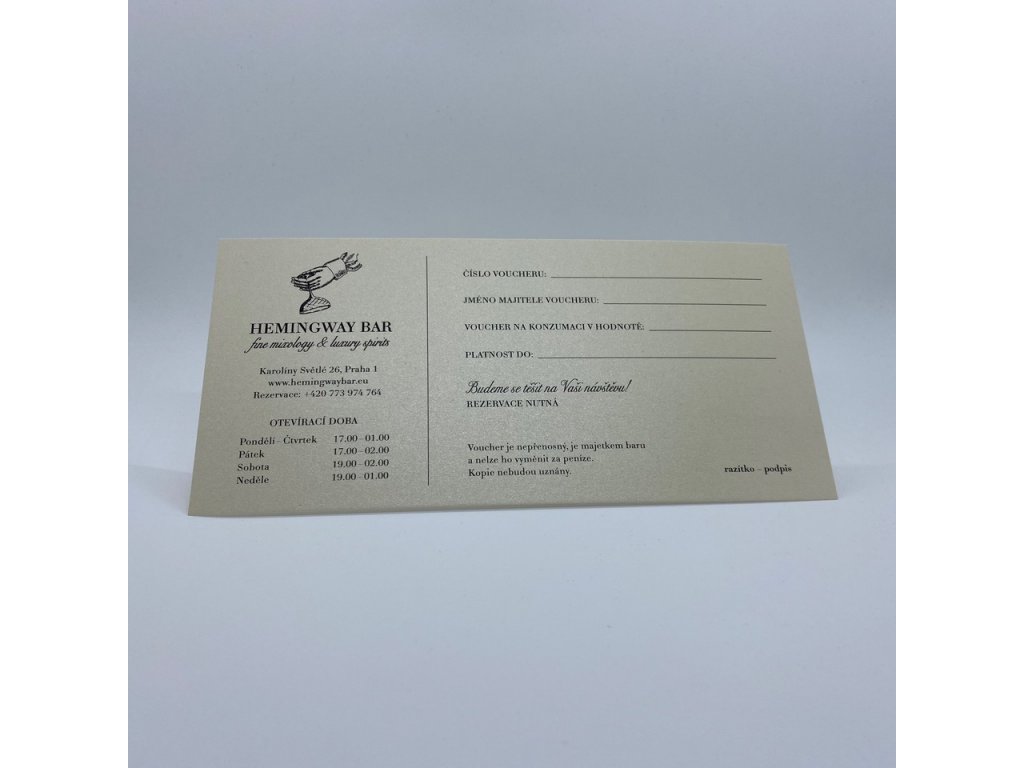 HEMINGWAY BAR
fine mixology & luxury spirits
Karolíny Světlé 26, Praha 1
www.hemingwaybar.eu
Rezervace: +420 773 974 764
OTEVÍRACÍ DOBA
Pondělí – Čtvrtek 17.00 – 01.00
Pátek 17.00 – 02.00
Sobota 19.00 – 02.00
Neděle 19.00 – 01.00
ČÍSLO VOUCHERU:
JMÉNO MAJITELE VOUCHERU:
VOUCHER NA KONZUMACI V HODNOTĚ:
PLATNOST DO:
Budeme se těšit na Vaši návštěvu!
REZERVACE NUTNÁ
Voucher je nepřenosný, je majetkem baru
a nelze ho vyměnit za peníze.
Kopie nebudou uznány.
razítko – podpis